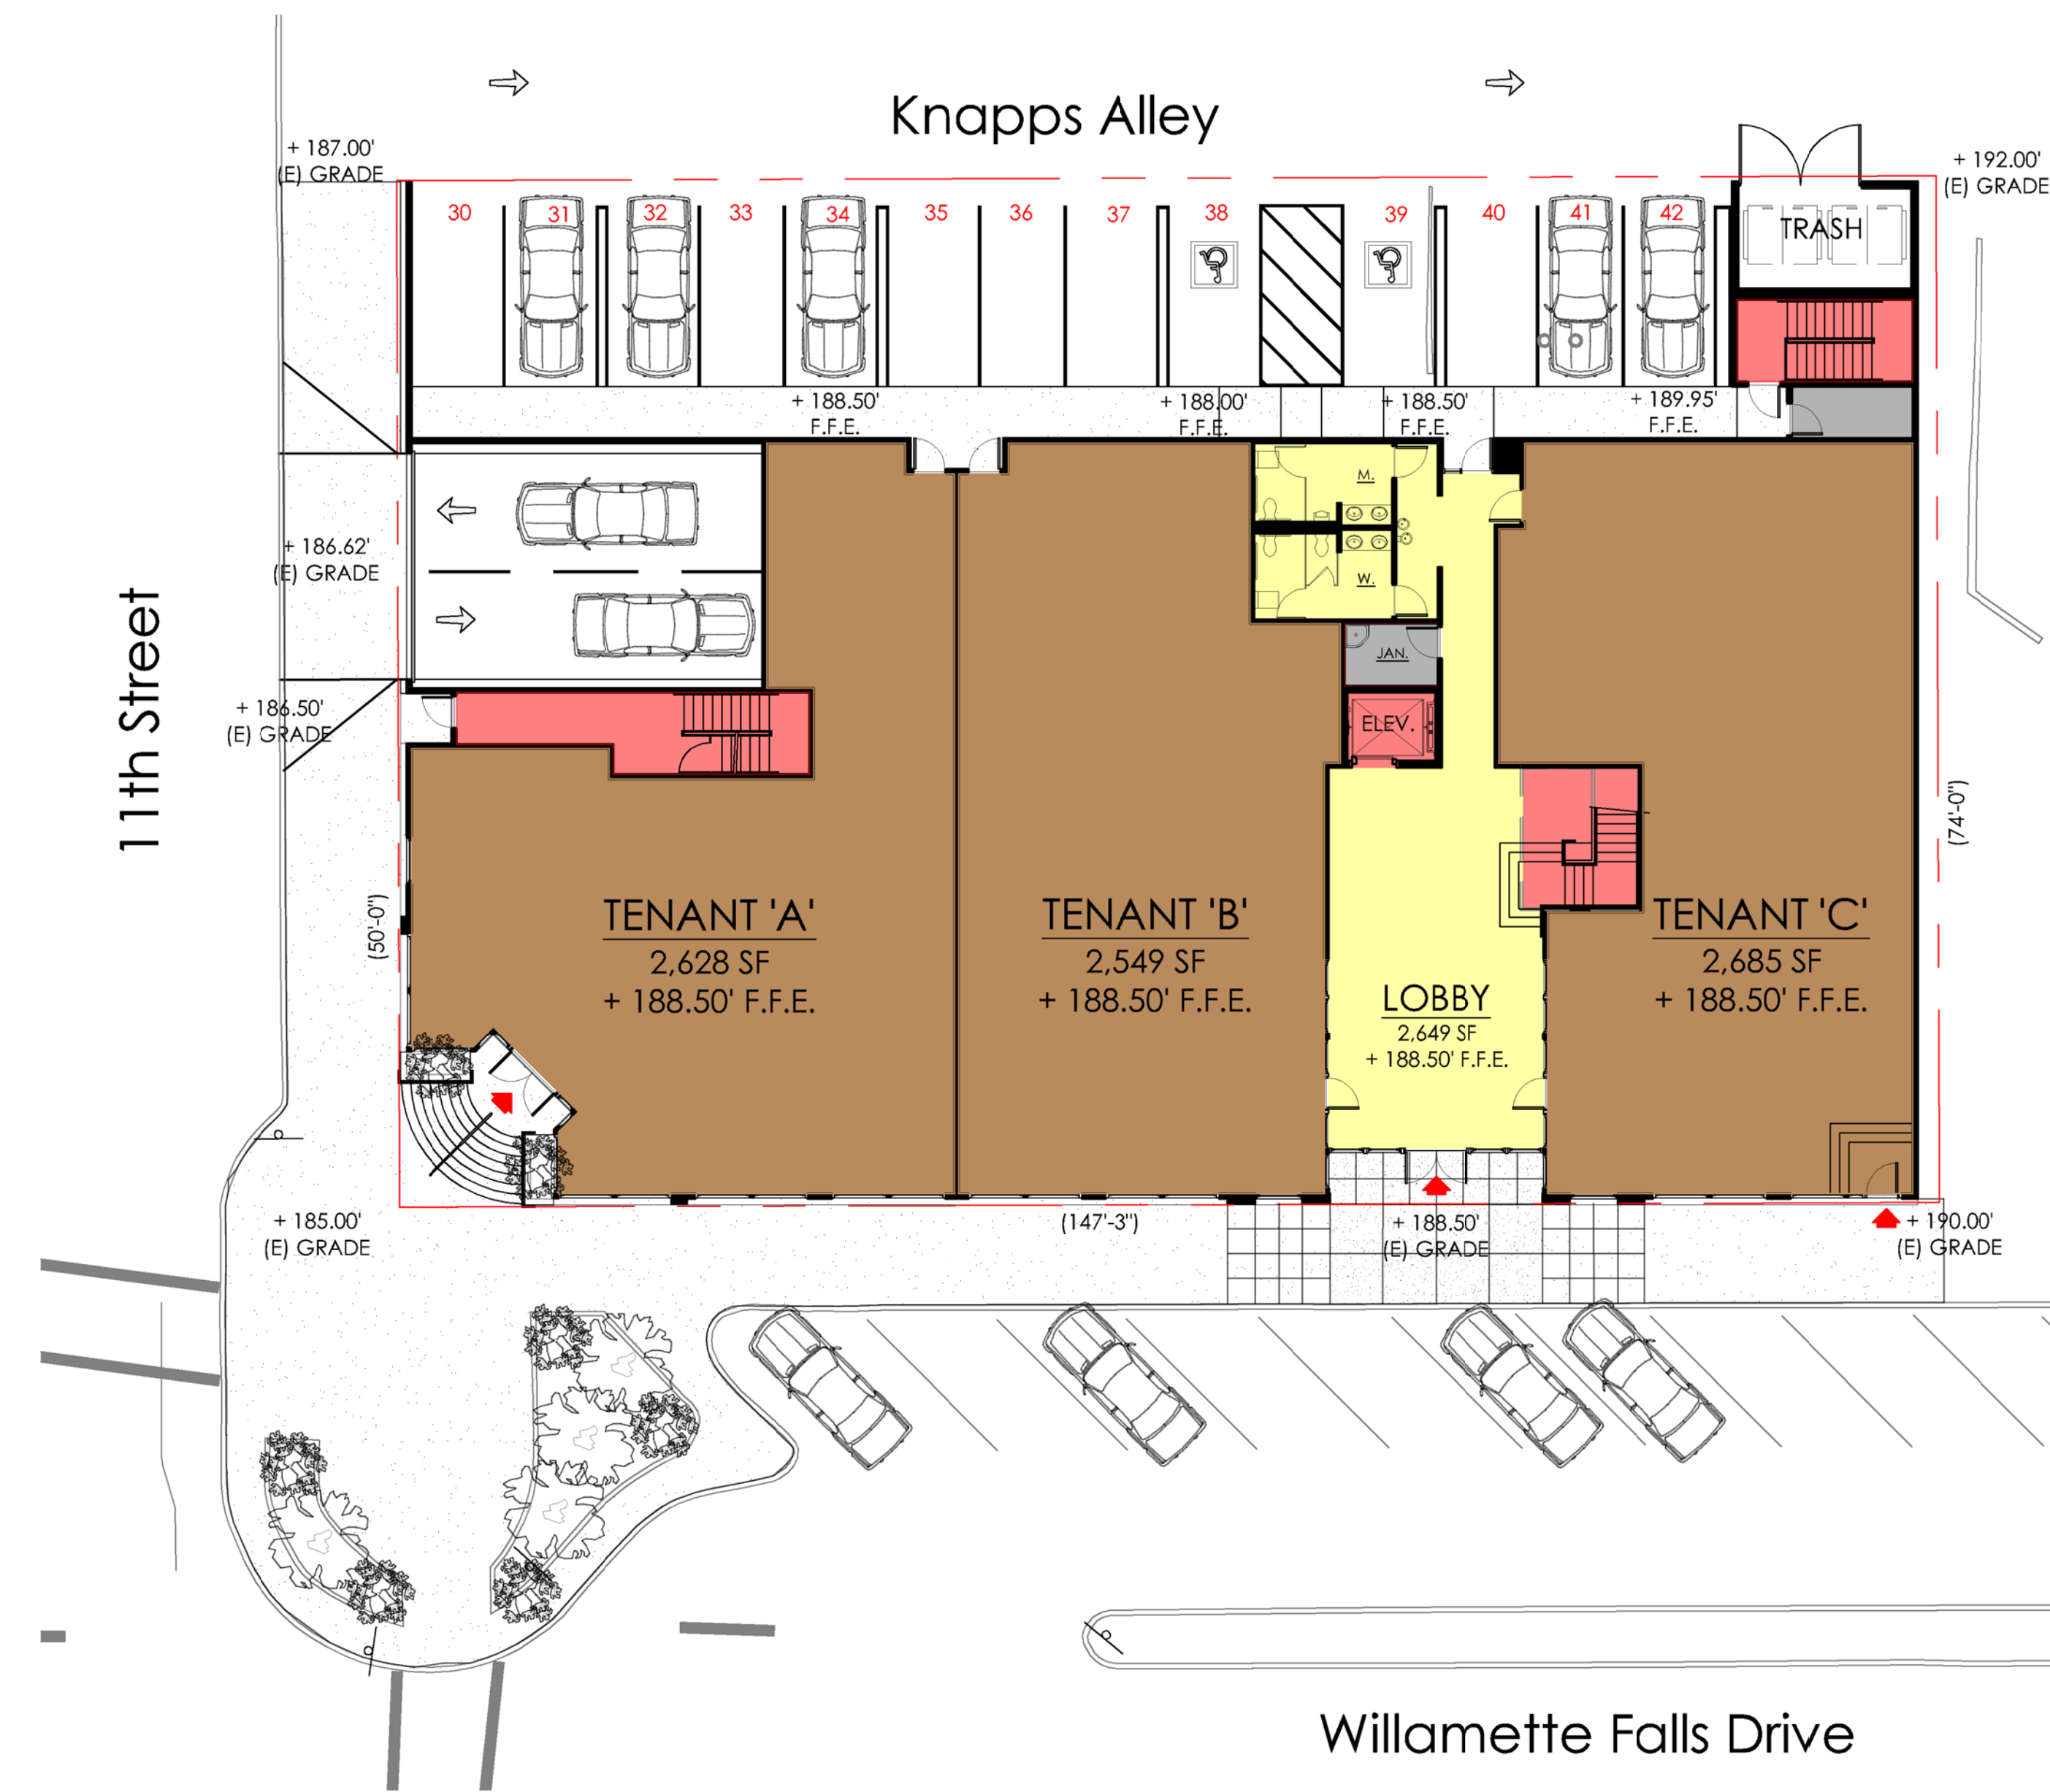 Knapps Alley
+ 187.00'
(E) GRADE
+ 192.00'
(E) GRADE
30
31
32
33
34
35
36
37
38
39
40
41
42
TRASH
+ 188.50'
F.F.E.
+ 188.00'
F.F.E.
+ 188.50'
F.F.E.
+ 189.95'
F.F.E.
M.
W.
JAN.
ELEV.
+ 186.62'
(E) GRADE
+ 186.50'
(E) GRADE
11th Street
(50'-0")
(74'-0")
TENANT 'A'
2,628 SF
+ 188.50' F.F.E.
TENANT 'B'
2,549 SF
+ 188.50' F.F.E.
LOBBY
2,649 SF
+ 188.50' F.F.E.
TENANT 'C'
2,685 SF
+ 188.50' F.F.E.
+ 185.00'
(E) GRADE
(147'-3")
+ 188.50'
(E) GRADE
+ 190.00'
(E) GRADE
Willamette Falls Drive